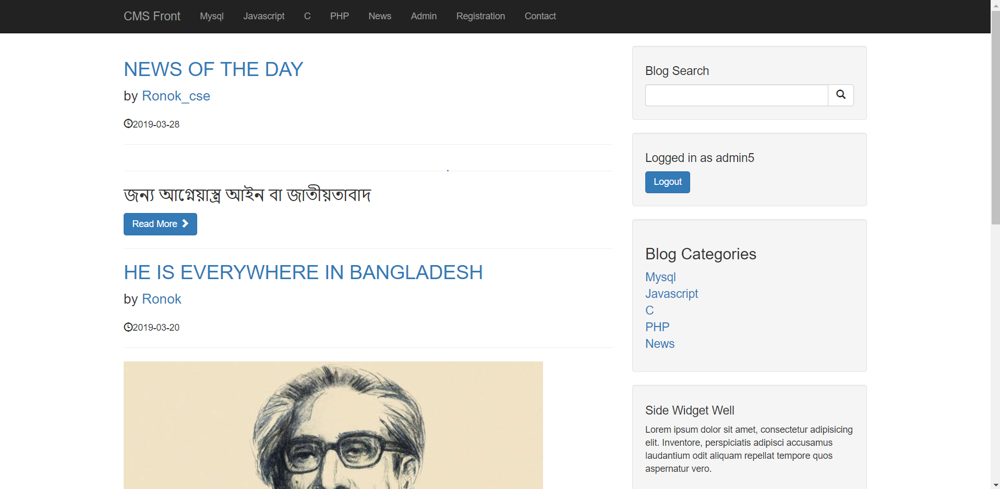 CMS Front Mysql Javascript C PHP News Admin Registration Contact
NEWS OF THE DAY
by Ronok_cse
2019-03-28
জন্য আগ্নেয়াস্ত্র আইন বা জাতীয়তাবাদ
Read More
HE IS EVERYWHERE IN BANGLADESH
by Ronok
2019-03-20
Blog Search
Logged in as admin5
Logout
Blog Categories
Mysql
Javascript
C
PHP
News
Side Widget Well
Lorem ipsum dolor sit amet, consectetur adipisicing
elit. Inventore, perspiciatis adipisci accusamus
laudantium odit aliquam repellat tempore quos
aspernatur vero.